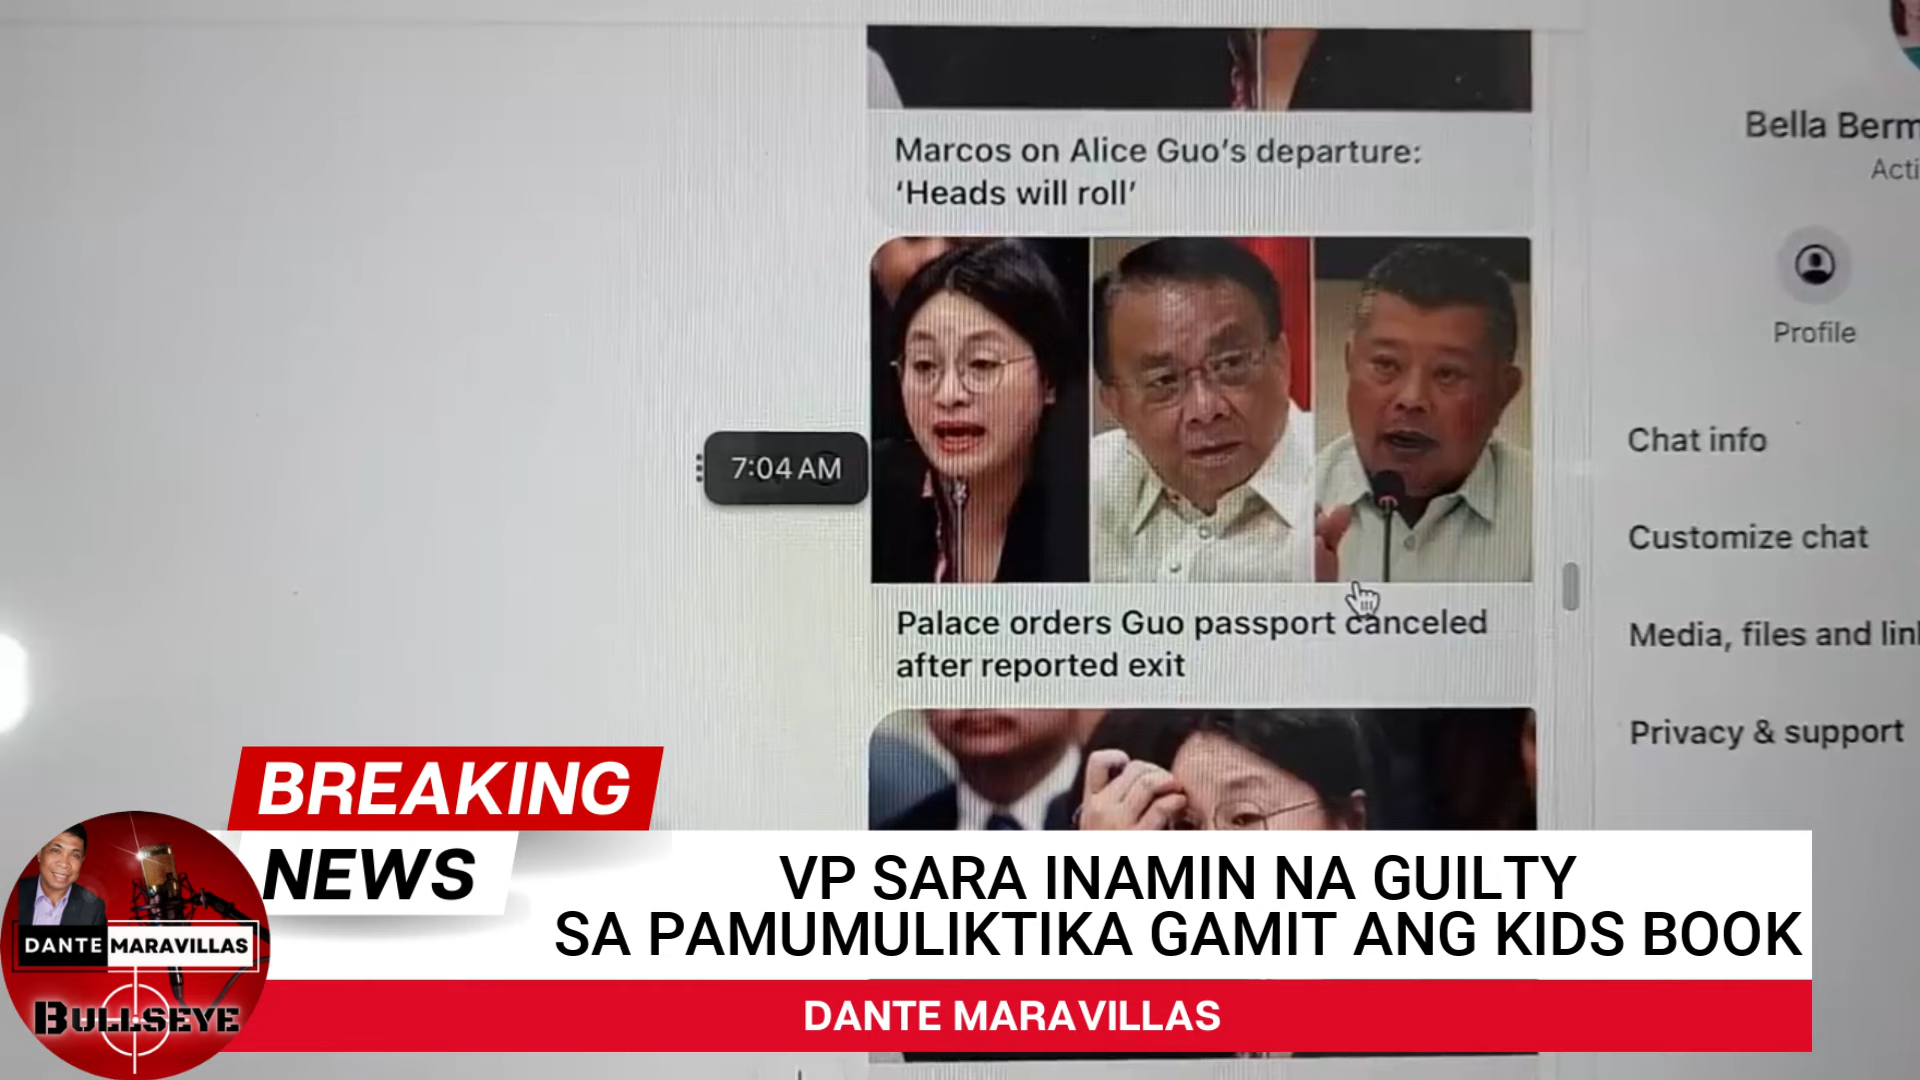 Marcos on Alice Guo's departure:
'Heads will roll'
Bella Berm
Acti
Profile
7:04 AM
Chat info
Customize chat
Palace orders Guo passport canceled
after reported exit
Media, files and lin
Privacy & support
BREAKING
NEWS
VP SARA INAMIN NA GUILTY
SA PAMUMULIKTIKA GAMIT ANG KIDS BOOK
DANTE MARAVILLAS
BULLSEYE
DANTE MARAVILLAS